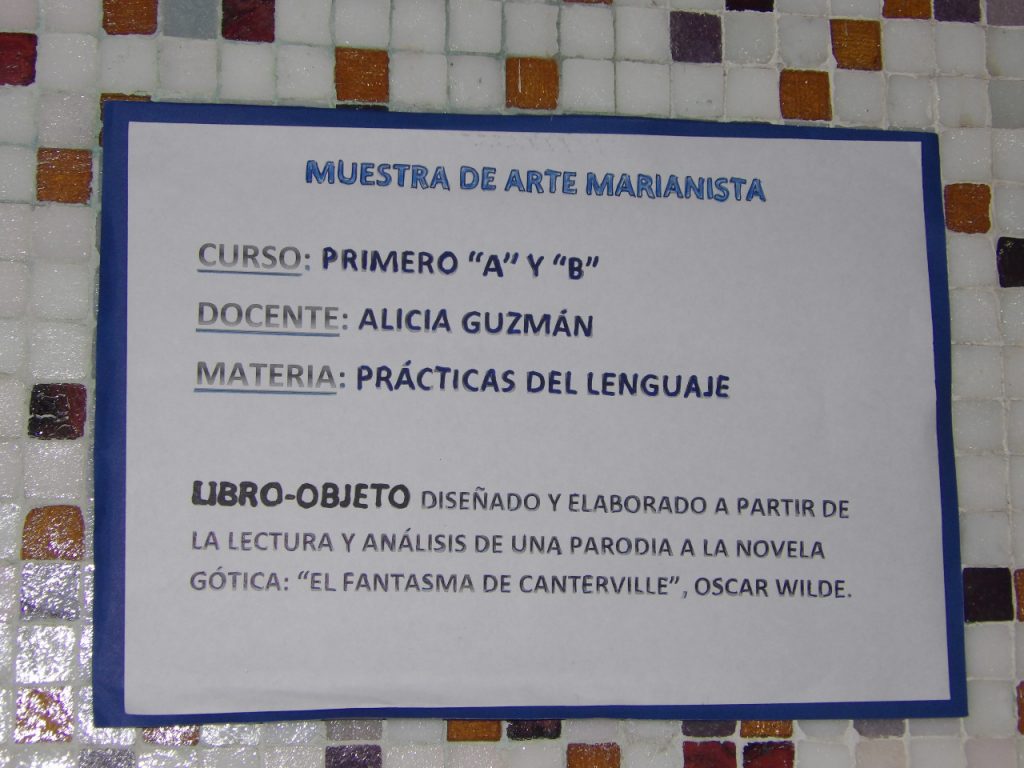 MUESTRA DE ARTE MARIANISTA
CURSO: PRIMERO “A” Y “B”
DOCENTE: ALICIA GUZMÁN
MATERIA: PRÁCTICAS DEL LENGUAJE
LIBRO-OBJETO DISEÑADO Y ELABORADO A PARTIR DE
LA LECTURA Y ANÁLISIS DE UNA PARODIA A LA NOVELA
GÓTICA: “EL FANTASMA DE CANTERVILLE”, OSCAR WILDE.